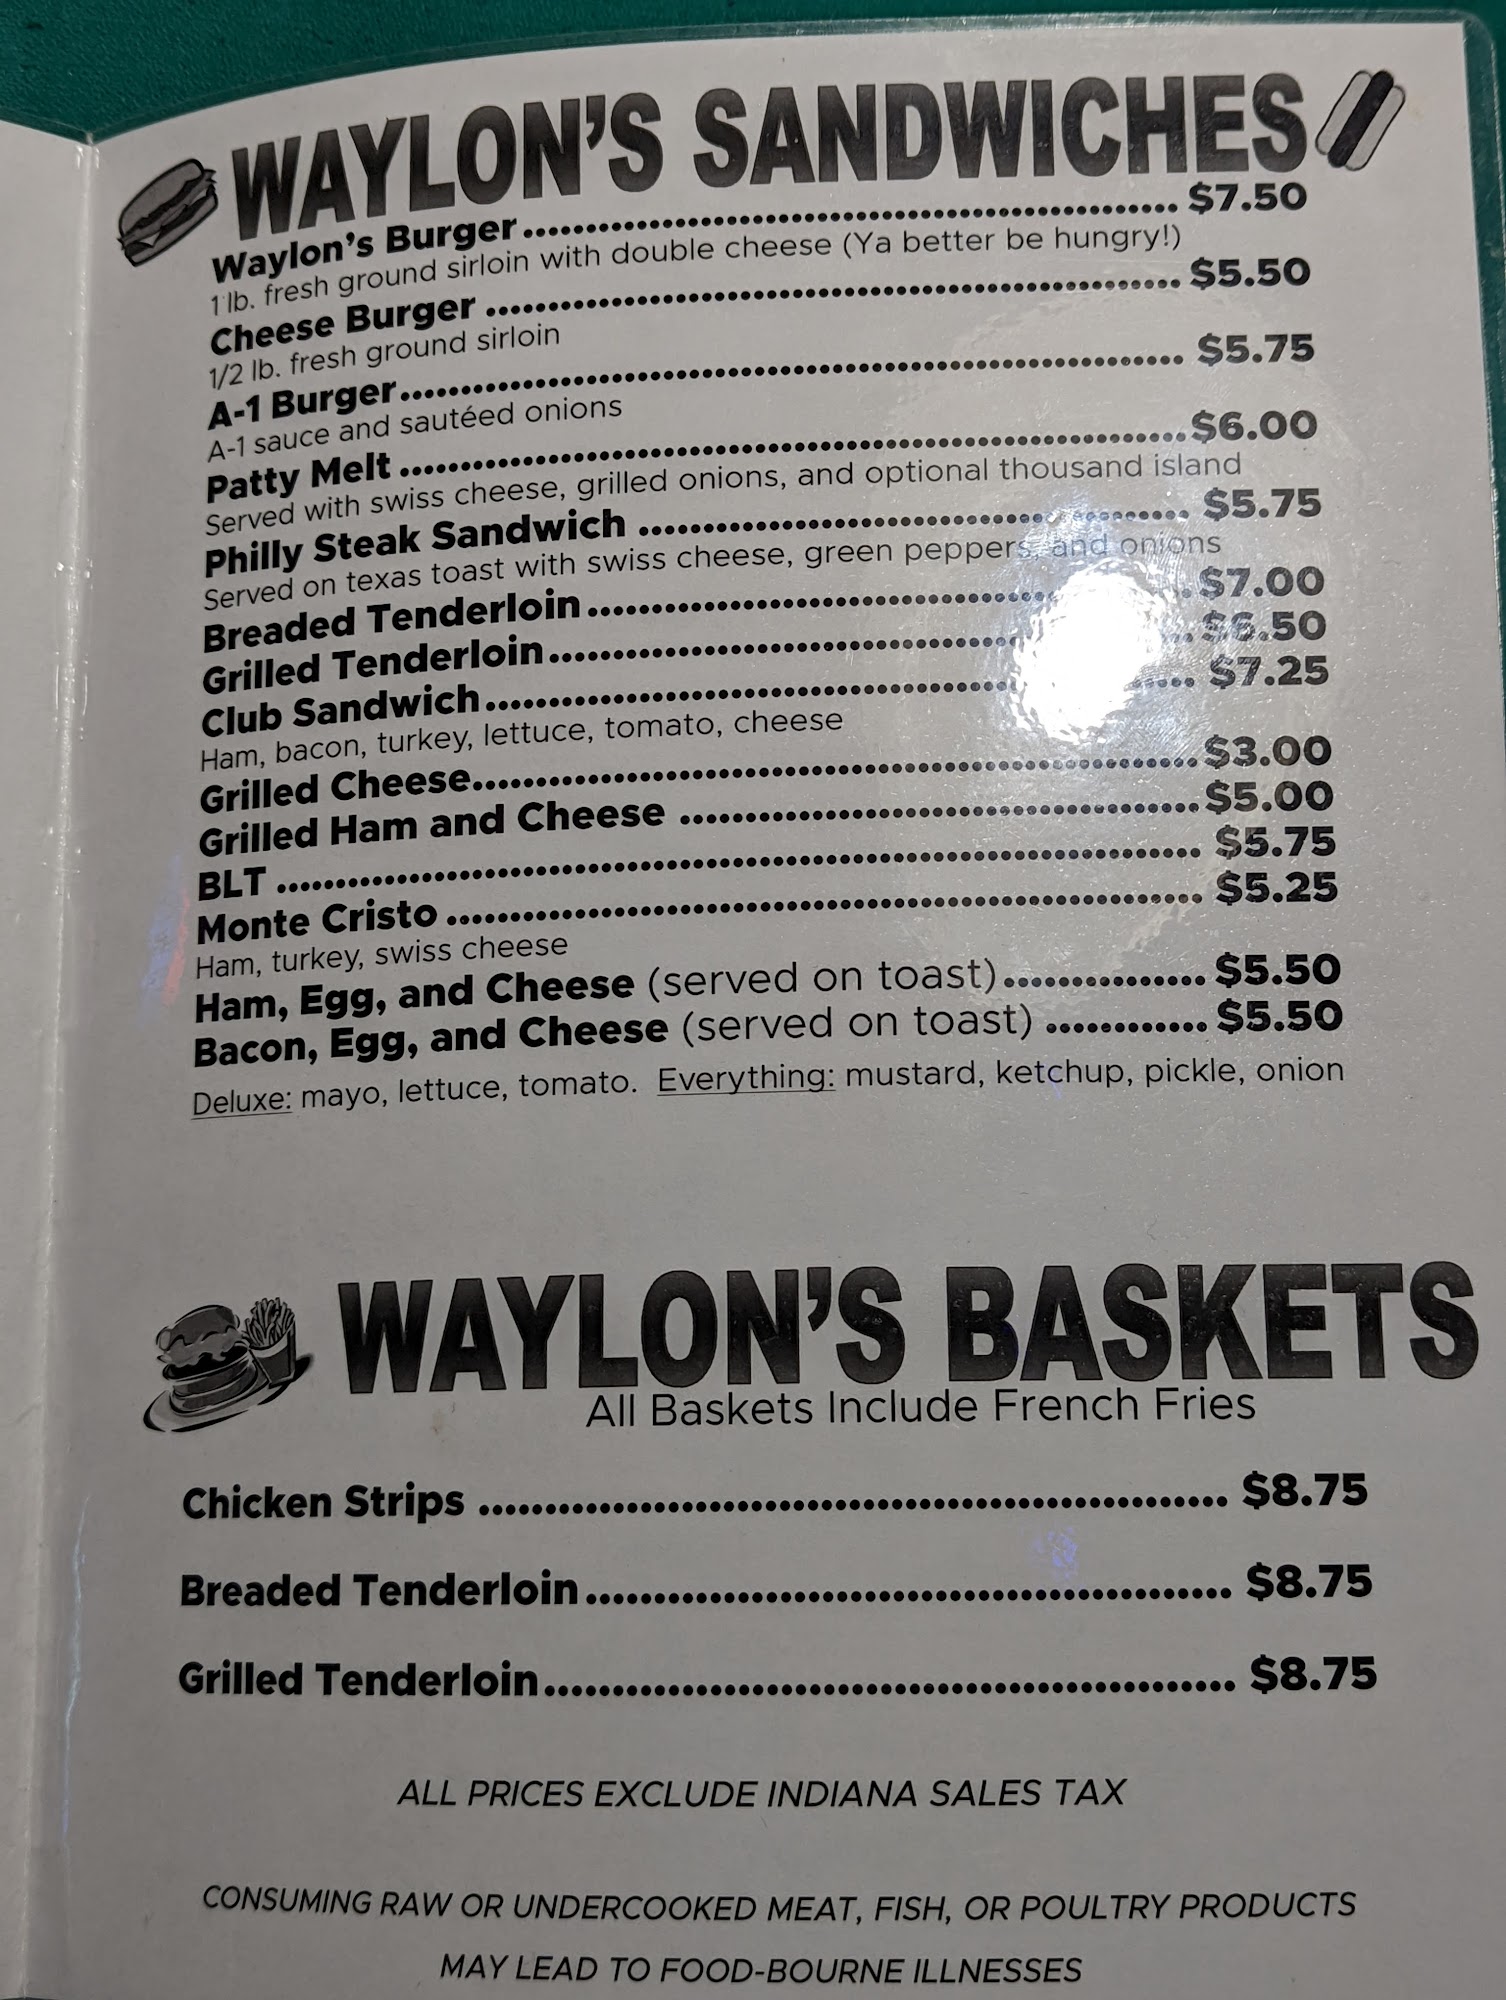 WAYLON'S SANDWICHES
Waylon's Burger................................................................ $7.50
1 lb. fresh ground sirloin with double cheese (Ya better be hungry!)
Cheese Burger ................................................................ $5.50
1/2 lb. fresh ground sirloin
A-1 Burger................................................................ $5.75
A-1 sauce and sautéed onions
Patty Melt ................................................................$6.00
Served with swiss cheese, grilled onions, and optional thousand island
Philly Steak Sandwich ................................................ $5.75
Served on texas toast with swiss cheese, green peppers, and onions
Breaded Tenderloin................................................$7.00
Grilled Tenderloin................................................$6.50
Club Sandwich................................................ $7.25
Ham, bacon, turkey, lettuce, tomato, cheese
Grilled Cheese................................................$3.00
Grilled Ham and Cheese ................................................$5.00
BLT ................................................................ $5.75
Monte Cristo ................................................................ $5.25
Ham, turkey, swiss cheese
Ham, Egg, and Cheese (served on toast)................. $5.50
Bacon, Egg, and Cheese (served on toast) ............. $5.50
Deluxe: mayo, lettuce, tomato. Everything: mustard, ketchup, pickle, onion
WAYLON'S BASKETS
All Baskets Include French Fries
Chicken Strips ........................................................ $8.75
Breaded Tenderloin................................................ $8.75
Grilled Tenderloin.................................................... $8.75
ALL PRICES EXCLUDE INDIANA SALES TAX
CONSUMING RAW OR UNDERCOOKED MEAT, FISH, OR POULTRY PRODUCTS
MAY LEAD TO FOOD-BOURNE ILLNESSES